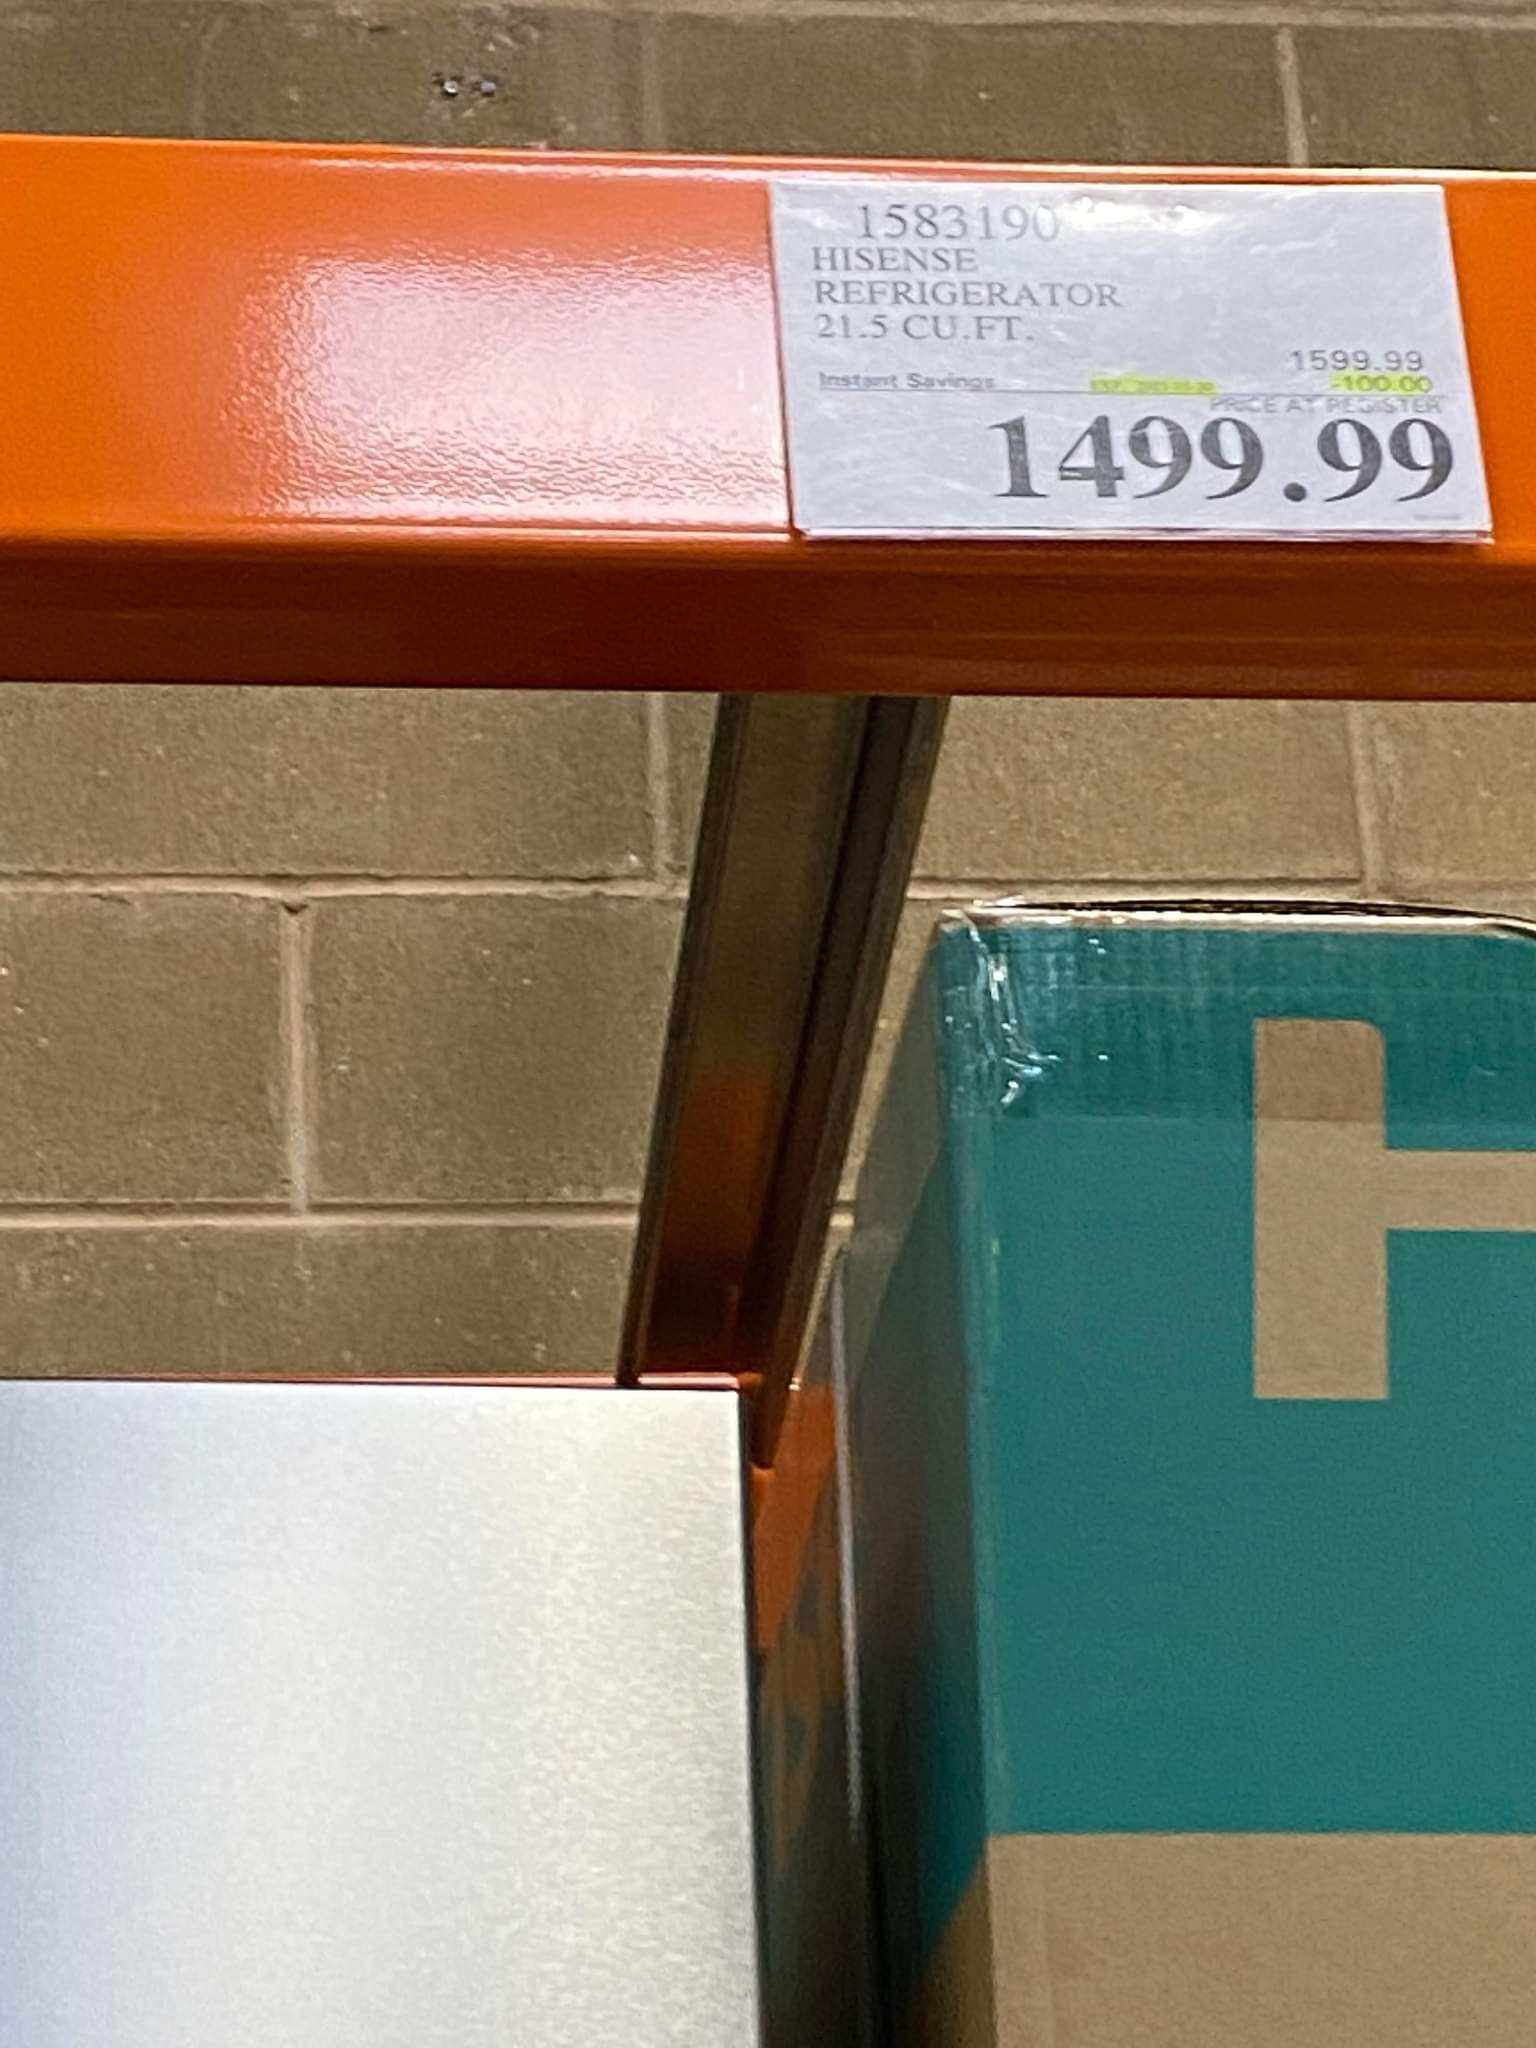 1583190
HISENSE
REFRIGERATOR
21.5 CU.FT.
1599.99
Instant Savings -100.00
PRICE AT REGISTER
1499.99
H